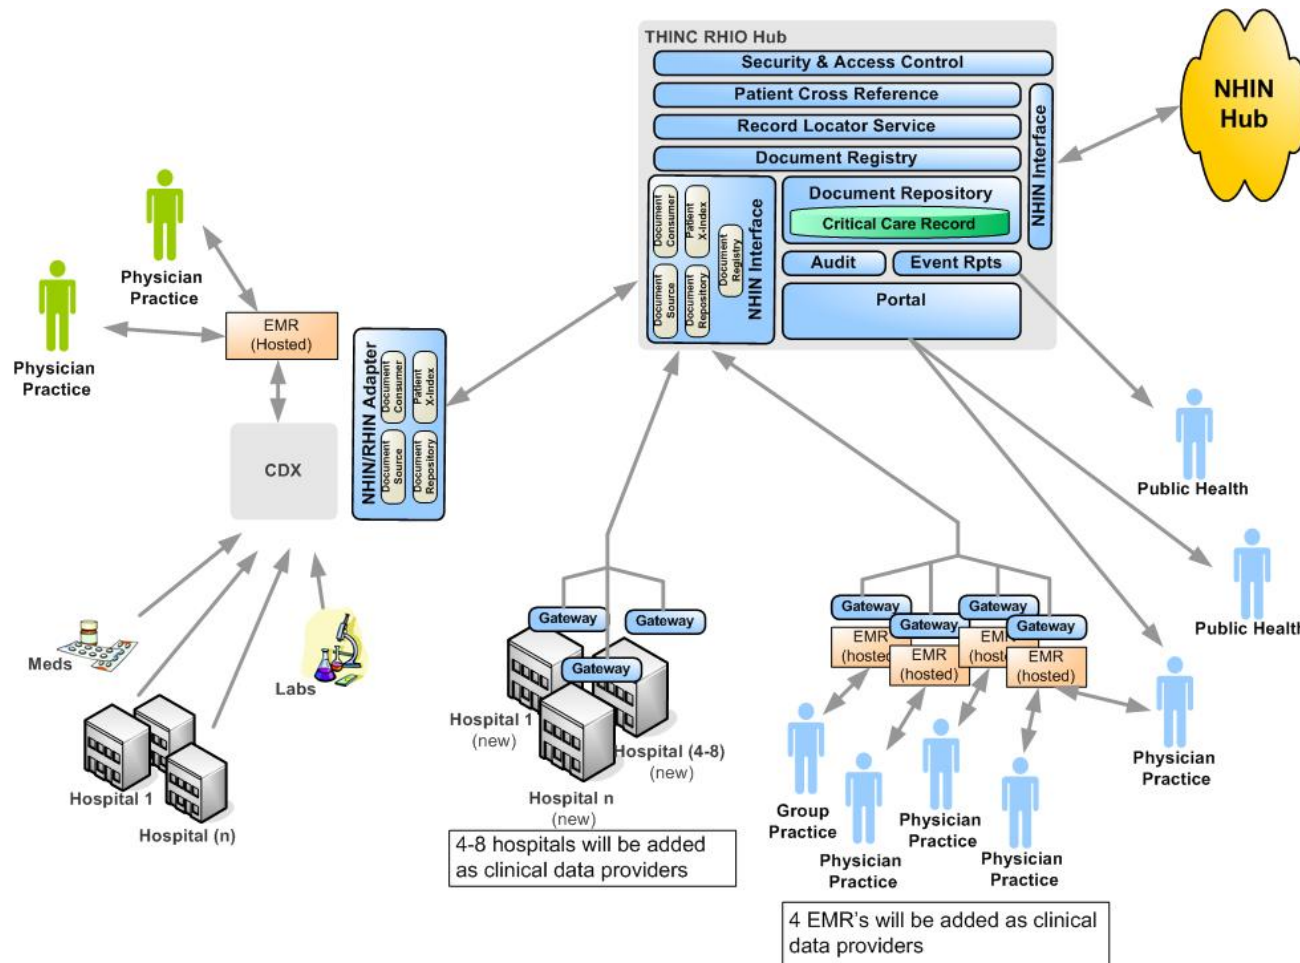 THINC RHIO Hub
Security & Access Control
Patient Cross Reference
Record Locator Service
Document Registry
NHIN Interface
Document
Consumer
Patient
X-Index
Document
Registry
Document
Source
Document
Repository
NHIN Interface
Document Repository
Critical Care Record
Audit
Event Rpts
Portal
NHIN
Hub
Physician
Practice
Physician
Practice
EMR
(Hosted)
CDX
NHIN/RHIN Adapter
Document
Consumer
Patient
X-Index
Document
Source
Document
Repository
Meds
Labs
Hospital 1
Hospital (n)
Gateway
Gateway
Gateway
Hospital 1
(new)
Hospital (4-8)
(new)
Hospital n
(new)
4-8 hospitals will be added
as clinical data providers
Gateway
Gateway
Gateway
Gateway
EMR
(hosted)
EMR
(hosted)
EMR
(hosted)
EMR
(hosted)
Group
Practice
Physician
Practice
Physician
Practice
Physician
Practice
Physician
Practice
Public Health
Public Health
4 EMR's will be added as clinical
data providers